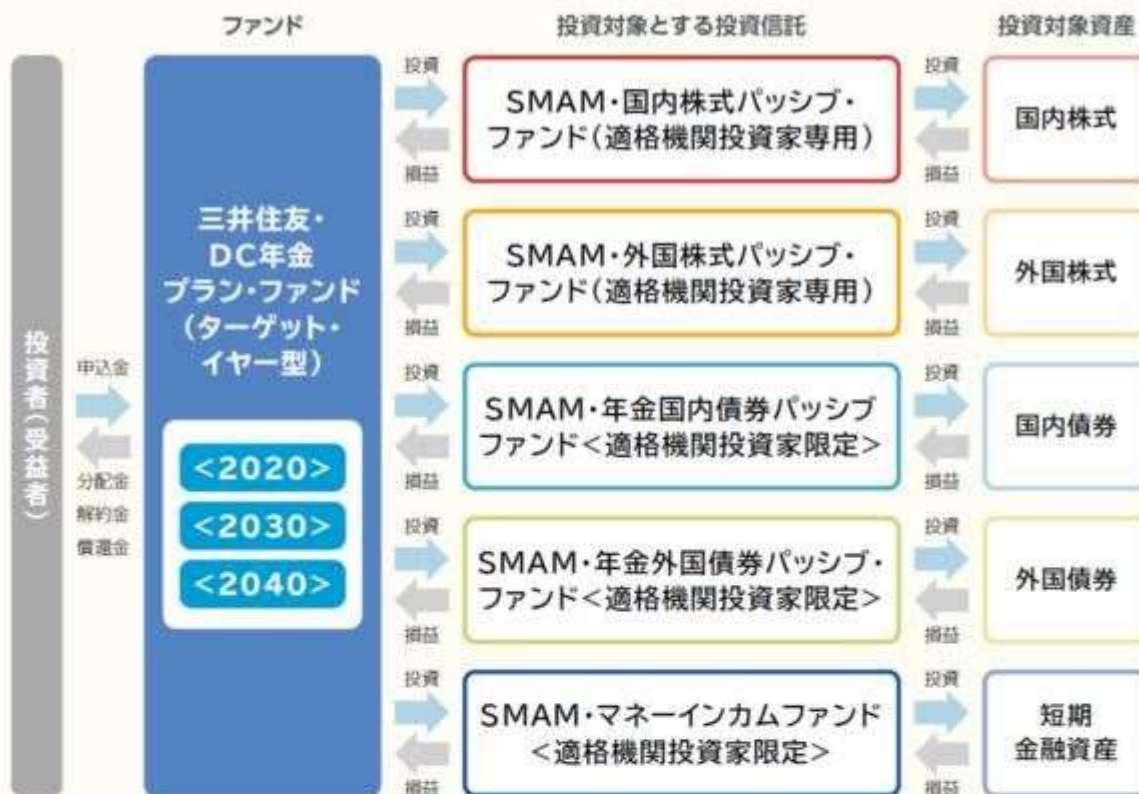 ファンド
投資対象とする投資信託
投資対象資産
投資者(受益者)
申込金
分配金
解約金
償還金
三井住友・
DC年金
プラン・ファンド
(ターゲット・
イヤー型)
<2020>
<2030>
<2040>
投資
損益
SMAM・国内株式パッシブ・
ファンド(適格機関投資家専用)
投資
損益
国内株式
投資
損益
SMAM・外国株式パッシブ・
ファンド(適格機関投資家専用)
投資
損益
外国株式
投資
損益
SMAM・年金国内債券パッシブ
ファンド<適格機関投資家限定>
投資
損益
国内債券
投資
損益
SMAM・年金外国債券パッシブ・
ファンド<適格機関投資家限定>
投資
損益
外国債券
投資
損益
SMAM・マネーインカムファンド
<適格機関投資家限定>
投資
損益
短期
金融資産